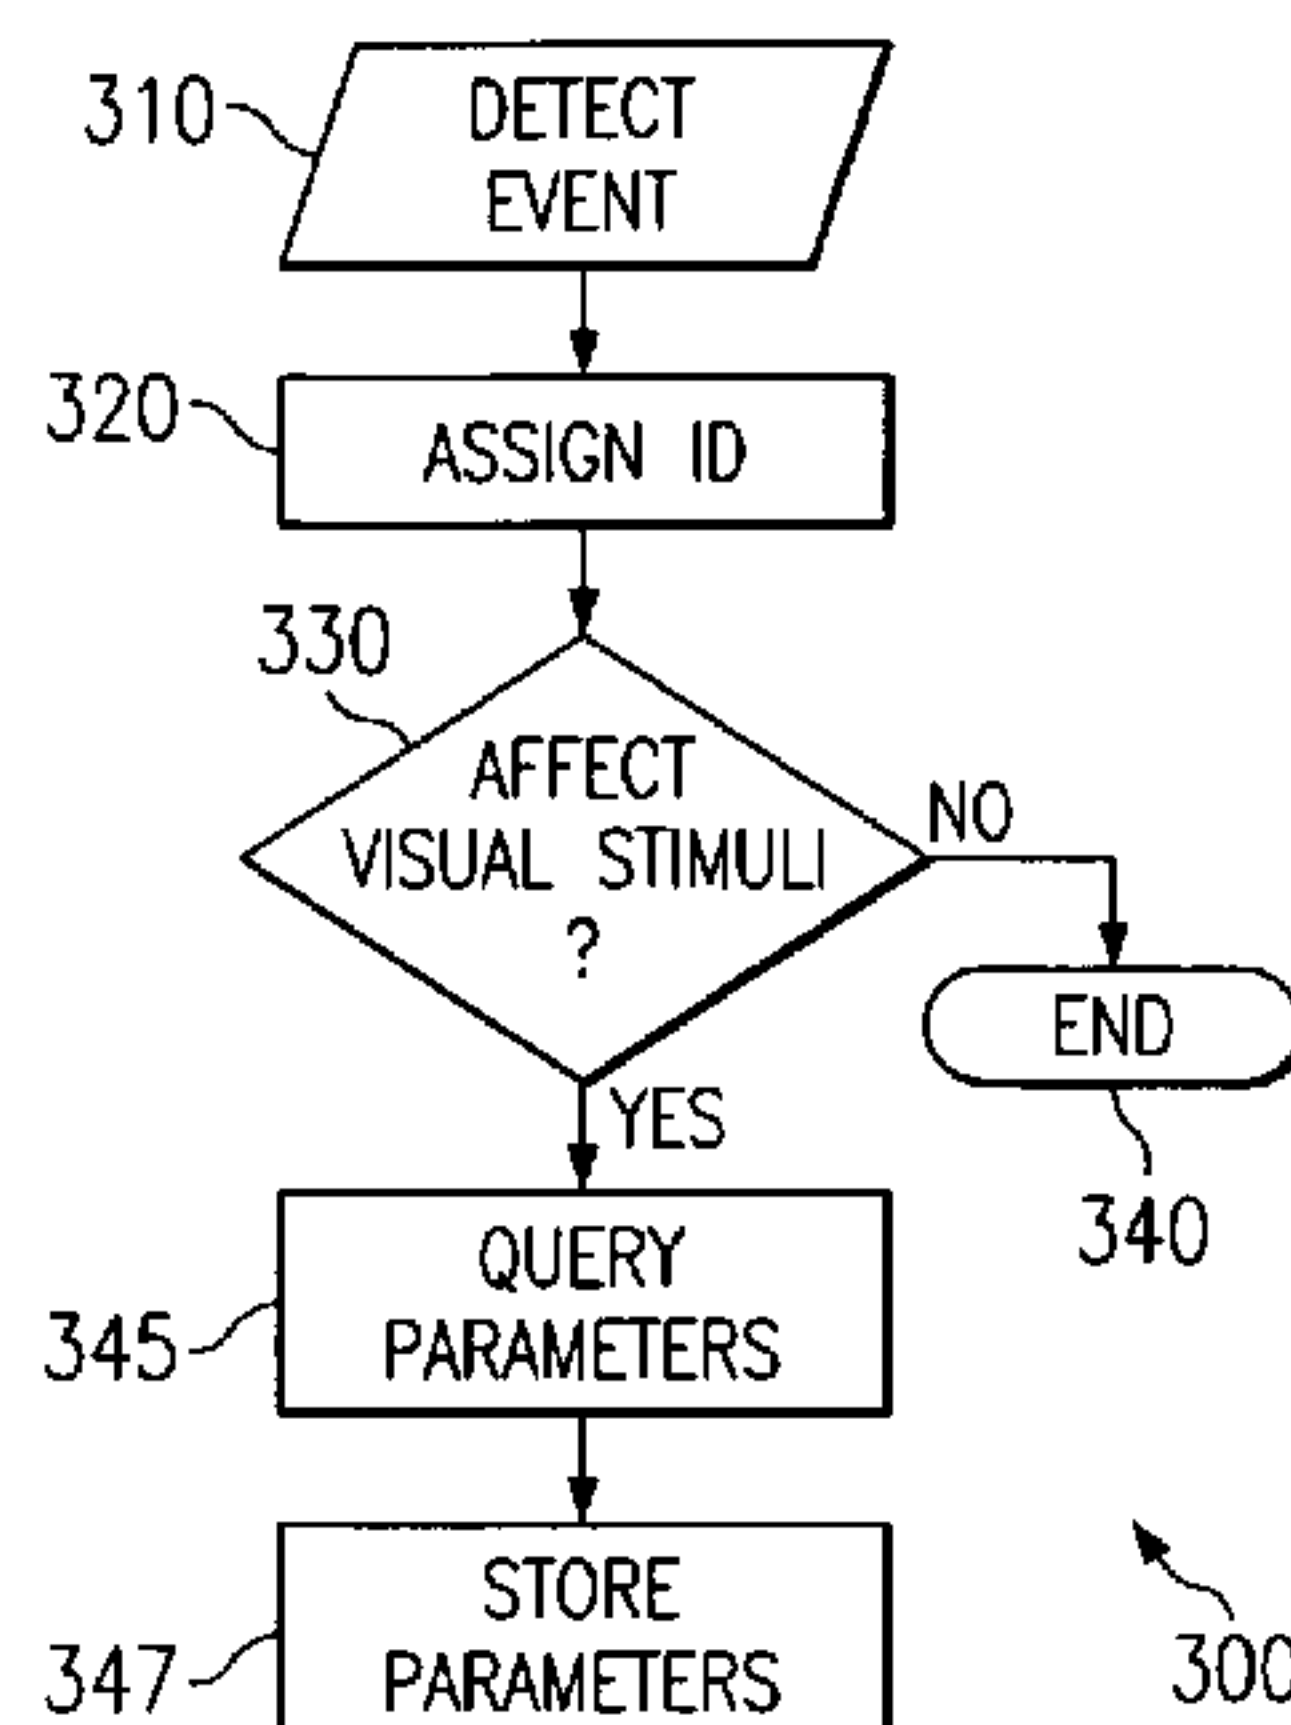 310
DETECT
EVENT
320
ASSIGN ID
330
AFFECT
VISUAL STIMULI
?
NO
END
YES
340
QUERY
PARAMETERS
345
STORE
PARAMETERS
347
300